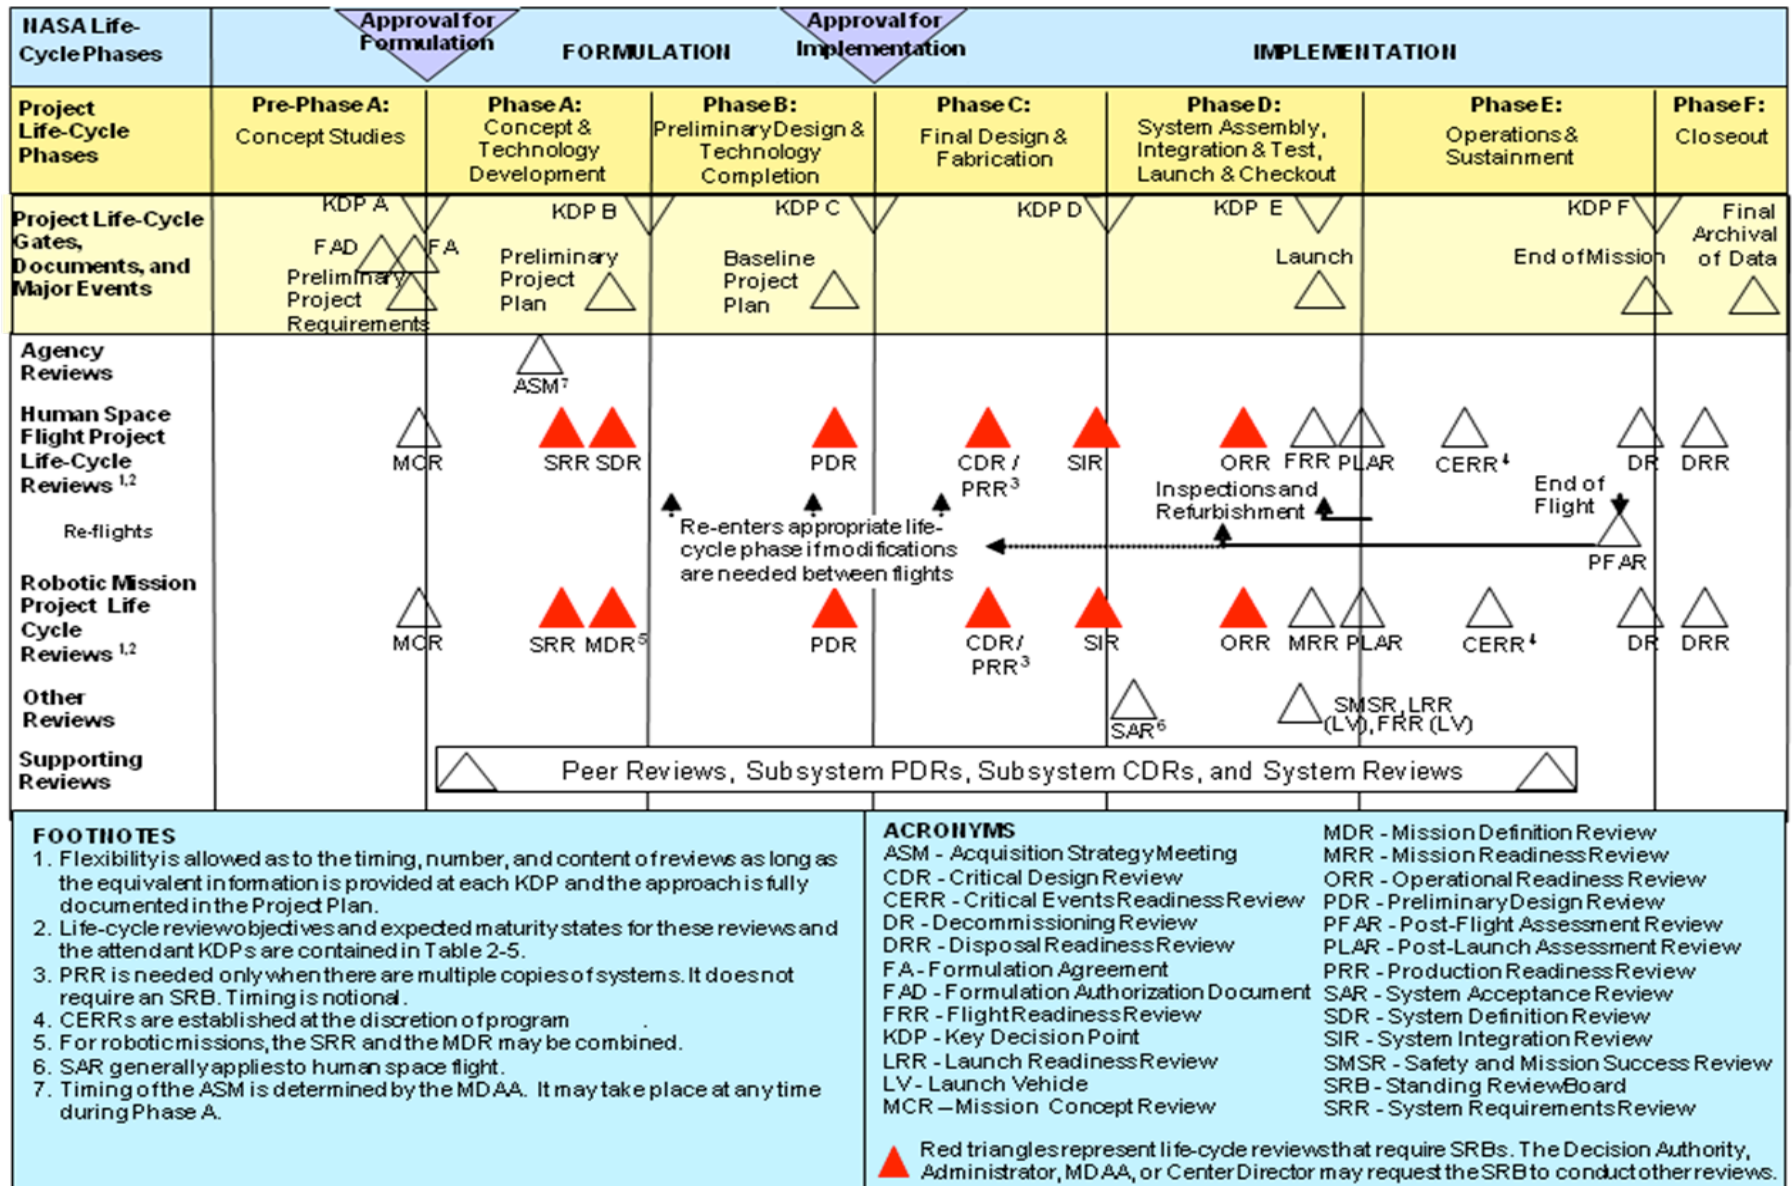 NASA Life-
Cycle Phases
Approval for
Formulation
FORMULATION
Approval for
Implementation
IMPLEMENTATION
Project
Life-Cycle
Phases
Pre-Phase A:
Concept Studies
Phase A:
Concept &
Technology
Development
Phase B:
Preliminary Design &
Technology
Completion
Phase C:
Final Design &
Fabrication
Phase D:
System Assembly,
Integration & Test,
Launch & Checkout
Phase E:
Operations &
Sustainment
Phase F:
Closeout
Project Life-Cycle
Gates,
Documents, and
Major Events
KDP A
FAD
FA
Preliminary
Project
Requirements
KDP B
Preliminary
Project
Plan
KDP C
Baseline
Project
Plan
KDP D
KDP E
Launch
KDP F
End of Mission
Final
Archival
of Data
Agency
Reviews
ASM7
Human Space
Flight Project
Life-Cycle
Reviews 1,2
MCR
SRR SDR
PDR
CDR /
PRR3
SIR
ORR FRR PLAR
CERR4
DR DRR
Re-flights
Re-enters appropriate life-
cycle phase if modifications
are needed between flights
Inspections and
Refurbishment
End of
Flight
PFAR
Robotic Mission
Project Life
Cycle
Reviews 1,2
MCR
SRR MDR5
PDR
CDR/
PRR3
SIR
ORR MRR PLAR
CERR4
DR DRR
Other
Reviews
SAR6
SMSR, LRR
(LV), FRR (LV)
Supporting
Reviews
Peer Reviews, Subsystem PDRs, Subsystem CDRs, and System Reviews
FOOTNOTES
1. Flexibility is allowed as to the timing, number, and content of reviews as long as
the equivalent information is provided at each KDP and the approach is fully
documented in the Project Plan.
2. Life-cycle review objectives and expected maturity states for these reviews and
the attendant KDPs are contained in Table 2-5.
3. PRR is needed only when there are multiple copies of systems. It does not
require an SRB. Timing is notional.
4. CERRs are established at the discretion of program .
5. For robotic missions, the SRR and the MDR may be combined.
6. SAR generally applies to human space flight.
7. Timing of the ASM is determined by the MDAA. It may take place at any time
during Phase A.
ACRONYMS
ASM - Acquisition Strategy Meeting
CDR - Critical Design Review
CERR - Critical Events Readiness Review
DR - Decommissioning Review
DRR - Disposal Readiness Review
FA - Formulation Agreement
FAD - Formulation Authorization Document
FRR - Flight Readiness Review
KDP - Key Decision Point
LRR - Launch Readiness Review
LV - Launch Vehicle
MCR – Mission Concept Review
MDR - Mission Definition Review
MRR - Mission Readiness Review
ORR - Operational Readiness Review
PDR - Preliminary Design Review
PFAR - Post-Flight Assessment Review
PLAR - Post-Launch Assessment Review
PRR - Production Readiness Review
SAR - System Acceptance Review
SDR - System Definition Review
SIR - System Integration Review
SMSR - Safety and Mission Success Review
SRB - Standing Review Board
SRR - System Requirements Review
Red triangles represent life-cycle reviews that require SRBs. The Decision Authority,
Administrator, MDAA, or Center Director may request the SRB to conduct other reviews.